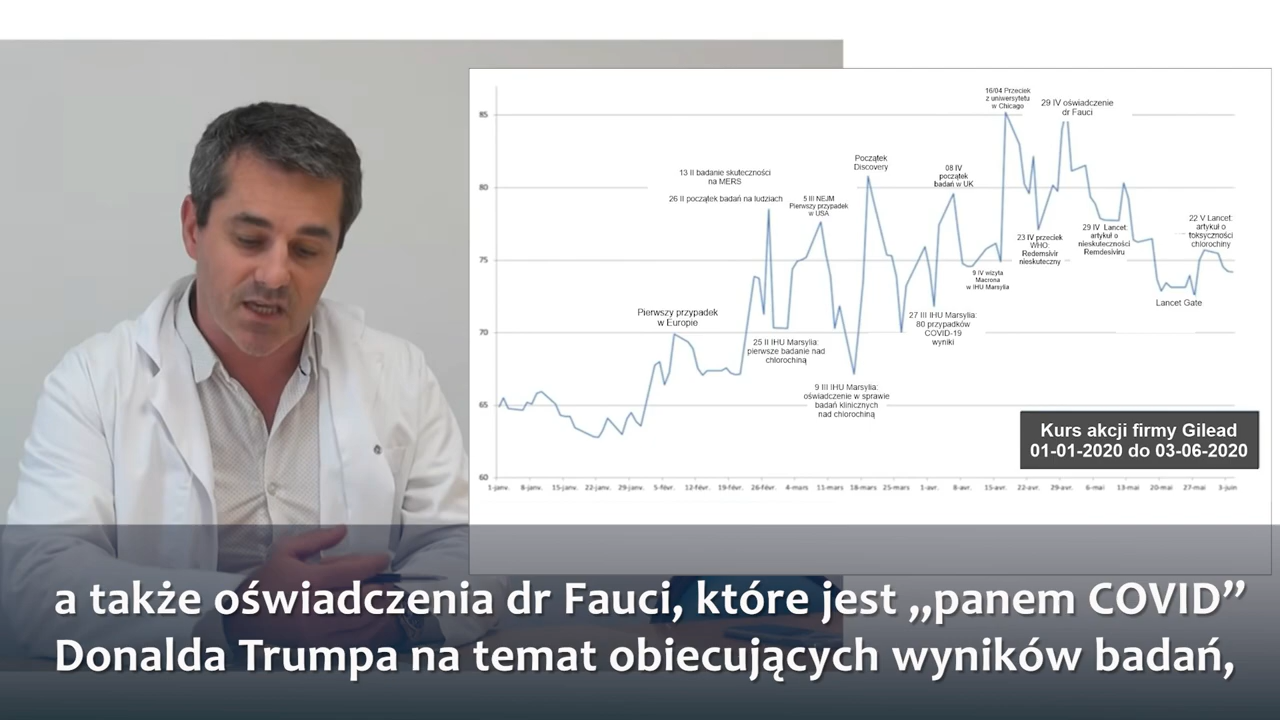 16/04 Przeciek
z uniwersytetu
w Chicago
29 IV oświadczenie
dr Fauci
85
Początek
Discovery
08 IV
początek
badań w UK
13 II badanie skuteczności
na MERS
80
26 II początek badań na ludziach
5 III NEJM
Pierwszy przypadek
w USA
22 V Lancet:
artykuł o
toksyczności
chlorochiny
29 IV Lancet:
artykuł o
nieskuteczności
Remdesiviru
23 IV przeciek
WHO:
Redemsivir
nieskuteczny
75
9 IV wizyta
Macrona
w IHU Marsylia
Lancet Gate
Pierwszy przypadek
w Europie
27 III IHU Marsylia:
80 przypadków
COVID-19
wyniki
70
25 II IHU Marsylia:
pierwsze badanie nad
chlorochiną
9 III IHU Marsylia:
oświadczenie w sprawie
badań klinicznych
nad chlorochiną
65
Kurs akcji firmy Gilead
01-01-2020 do 03-06-2020
60
1-janv. 8-janv. 15-janv. 22-janv. 29-janv. 5-févr. 12-févr. 19-févr. 26-févr. 4-mars 11-mars 18-mars 25-mars 1-avr. 8-avr. 15-avr. 22-avr. 29-avr. 6-mai 13-mai 20-mai 27-mai 3-juin
a także oświadczenia dr Fauci, które jest „panem COVID”
Donalda Trumpa na temat obiecujących wyników badań,